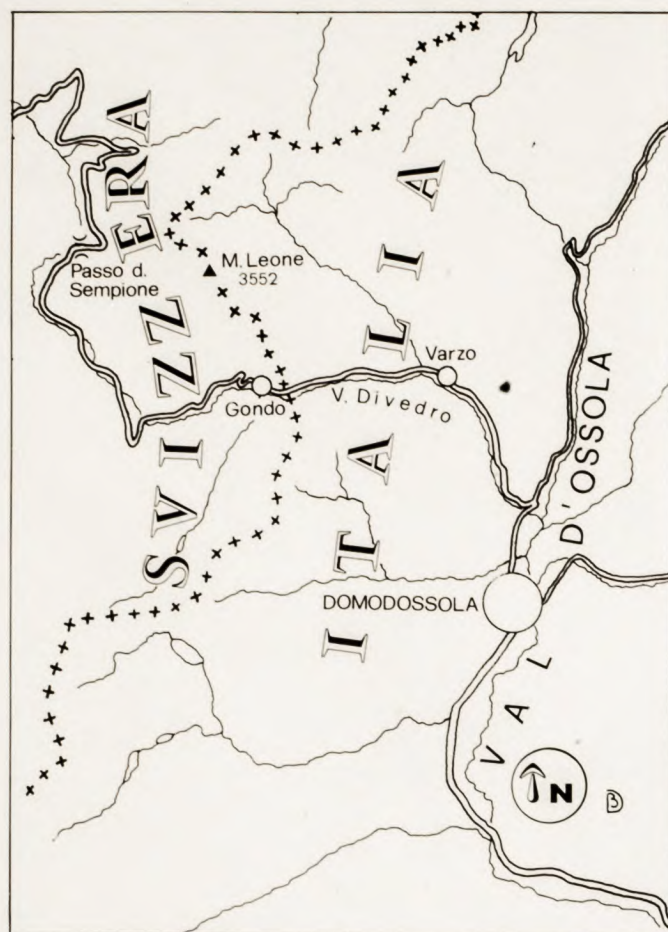 SVIZZERA
Passo d.
Sempione
M. Leone
3552
ITALIA
Varzo
Gondo
V. Divedro
DOMODOSSOLA
VAL D'OSSOLA
N
B